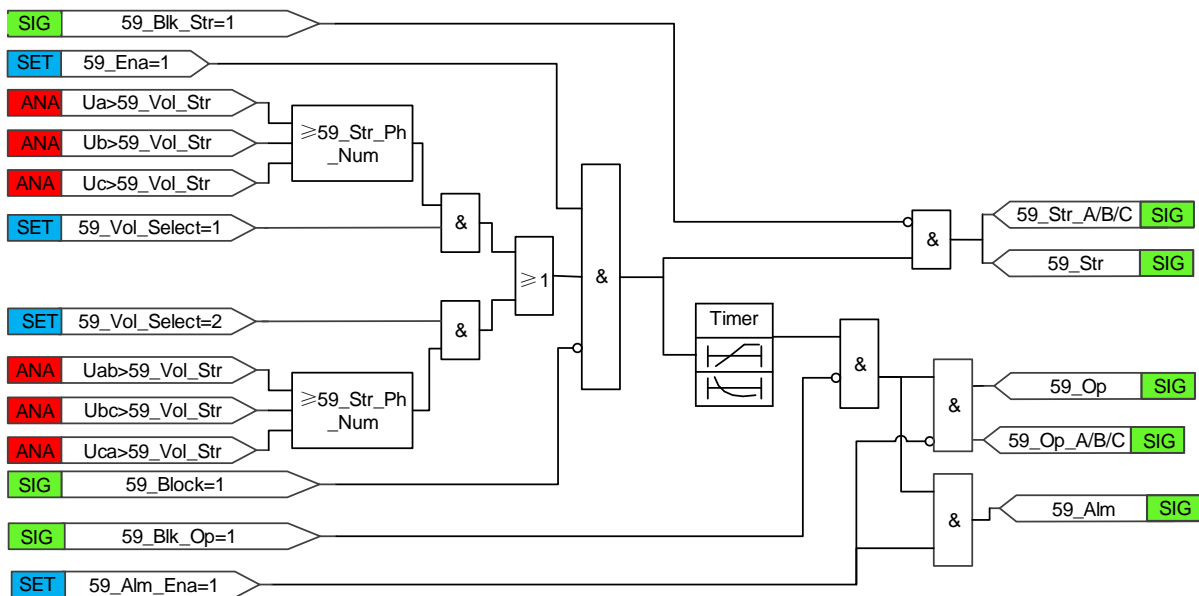 SIG 59_Blk_Str=1
SET 59_Ena=1
ANA Ua>59_Vol_Str
ANA Ub>59_Vol_Str
ANA Uc>59_Vol_Str
≥59_Str_Ph
_Num
SET 59_Vol_Select=1
&
≥1
&
&
59_Str_A/B/C SIG
59_Str SIG
SET 59_Vol_Select=2
&
Timer
ANA Uab>59_Vol_Str
ANA Ubc>59_Vol_Str
ANA Uca>59_Vol_Str
≥59_Str_Ph
_Num
&
&
59_Op SIG
59_Op_A/B/C SIG
SIG 59_Block=1
SIG 59_Blk_Op=1
&
59_Alm SIG
SET 59_Alm_Ena=1